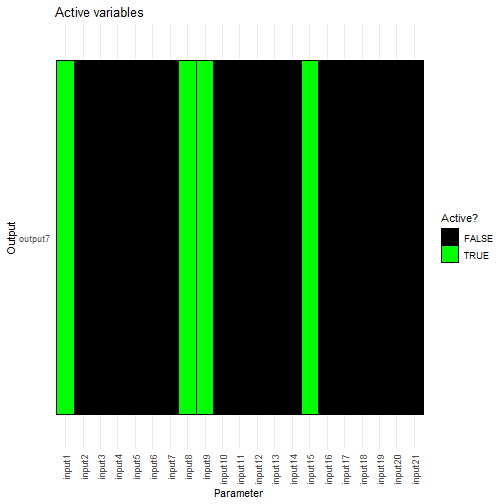 Active variables
Output
output7
Active?
FALSE
TRUE
input1
input2
input3
input4
input5
input6
input7
input8
input9
input10
input11
input12
input13
input14
input15
input16
input17
input18
input19
input20
input21
Parameter